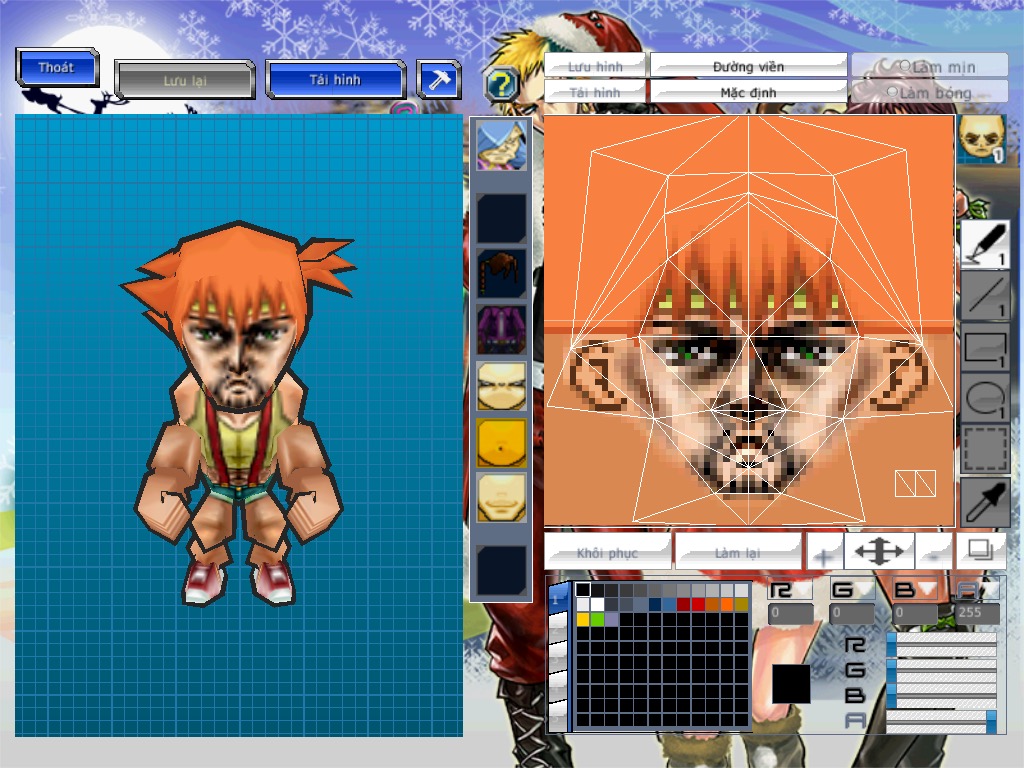 Thoát
Lưu lại
Tải hình
?
Lưu hình
Đường viền
Làm mịn
Tải hình
Mặc định
Làm bóng
1
1
1
1
1
Khôi phục
Làm lại
+
-
1
R
G
B
A
0
0
0
255
R
G
B
A